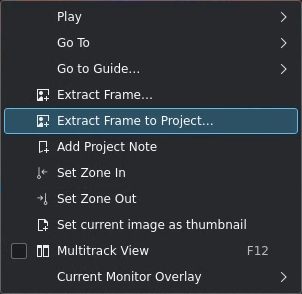 Play
Go To
Go to Guide...
Extract Frame...
Extract Frame to Project...
Add Project Note
Set Zone In
Set Zone Out
Set current image as thumbnail
Multitrack View F12
Current Monitor Overlay